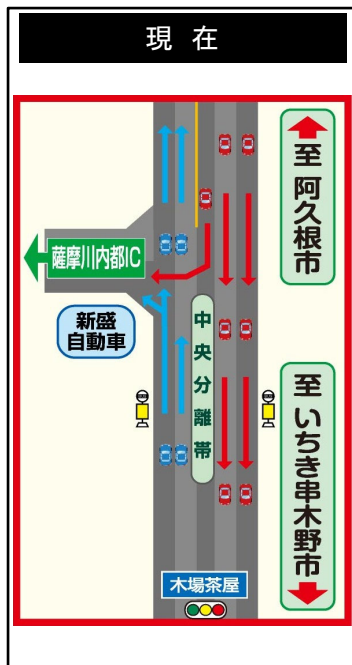 現 在
至 阿久根市
薩摩川内都IC
新盛
自動車
中央分離帯
至 いちき串木野市
木場茶屋